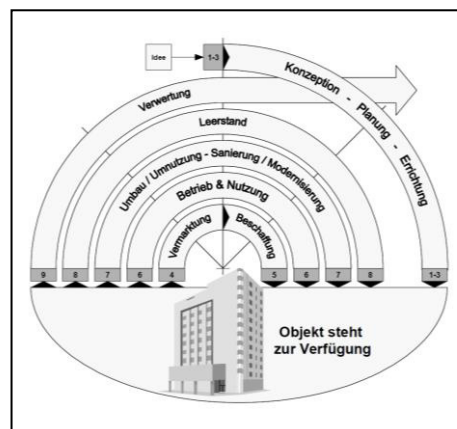 Idee
1-3
Konzeption - Planung - Errichtung
Verwertung
Leerstand
Umbau / Umnutzung - Sanierung / Modernisierung
Betrieb & Nutzung
Vermarktung
Beschaffung
9
8
7
6
4
5
6
7
8
1-3
Objekt steht
zur Verfügung